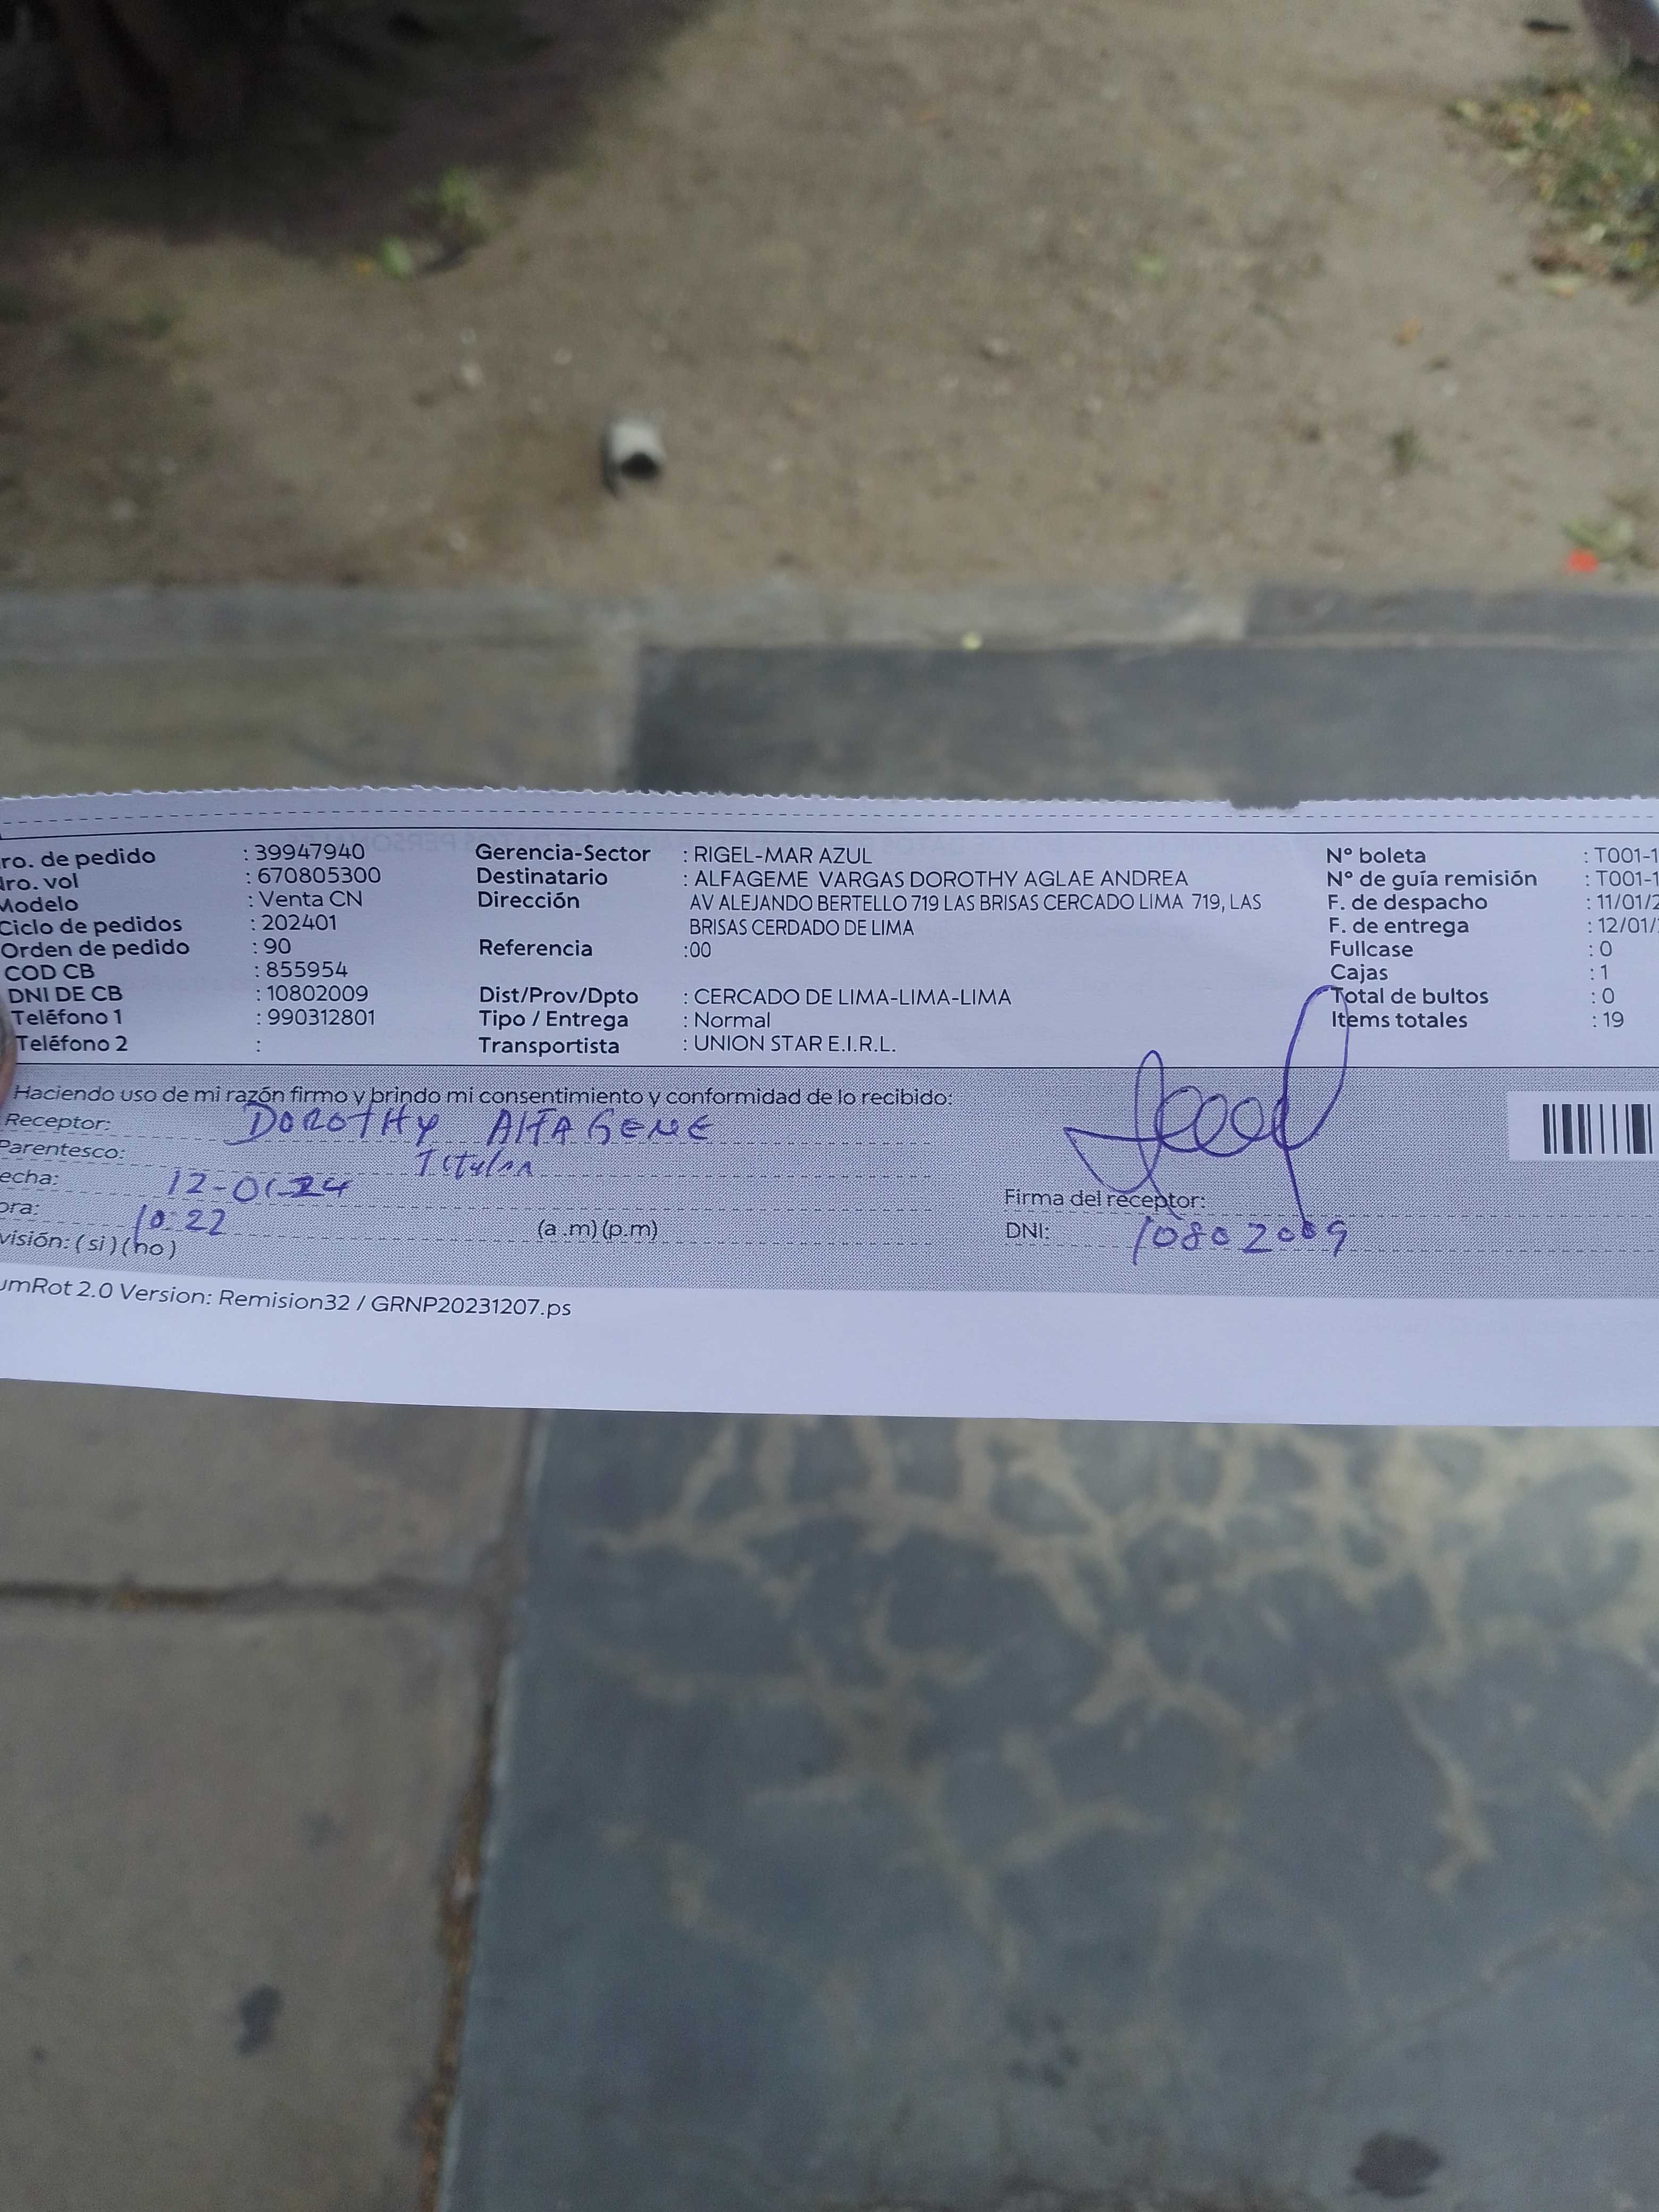 ro. de pedido : 39947940 Gerencia-Sector : RIGEL-MAR AZUL N° boleta : T001-1
Nro. vol : 670805300 Destinatario : ALFAGEME VARGAS DOROTHY AGLAE ANDREA N° de guía remisión : T001-1
Modelo : Venta CN Dirección AV ALEJANDO BERTELLO 719 LAS BRISAS CERCADO LIMA 719, LAS F. de despacho : 11/01/2
Ciclo de pedidos : 202401 BRISAS CERDADO DE LIMA F. de entrega : 12/01/
Orden de pedido : 90 Referencia :00 Fullcase : 0
COD CB : 855954 Cajas : 1
DNI DE CB : 10802009 Dist/Prov/Dpto : CERCADO DE LIMA-LIMA-LIMA Total de bultos : 0
Teléfono 1 : 990312801 Tipo / Entrega : Normal Items totales : 19
Teléfono 2 : Transportista : UNION STAR E.I.R.L.
Haciendo uso de mi razón firmo y brindo mi consentimiento y conformidad de lo recibido:
Receptor: DOROTHY ALFAGEME
Parentesco: Titular
echa: 12-01-24
ora: 10:22 (a .m) (p.m)
visión: ( si ) ( no )
Firma del receptor:
DNI: 10802009
umRot 2.0 Version: Remision32 / GRNP20231207.ps